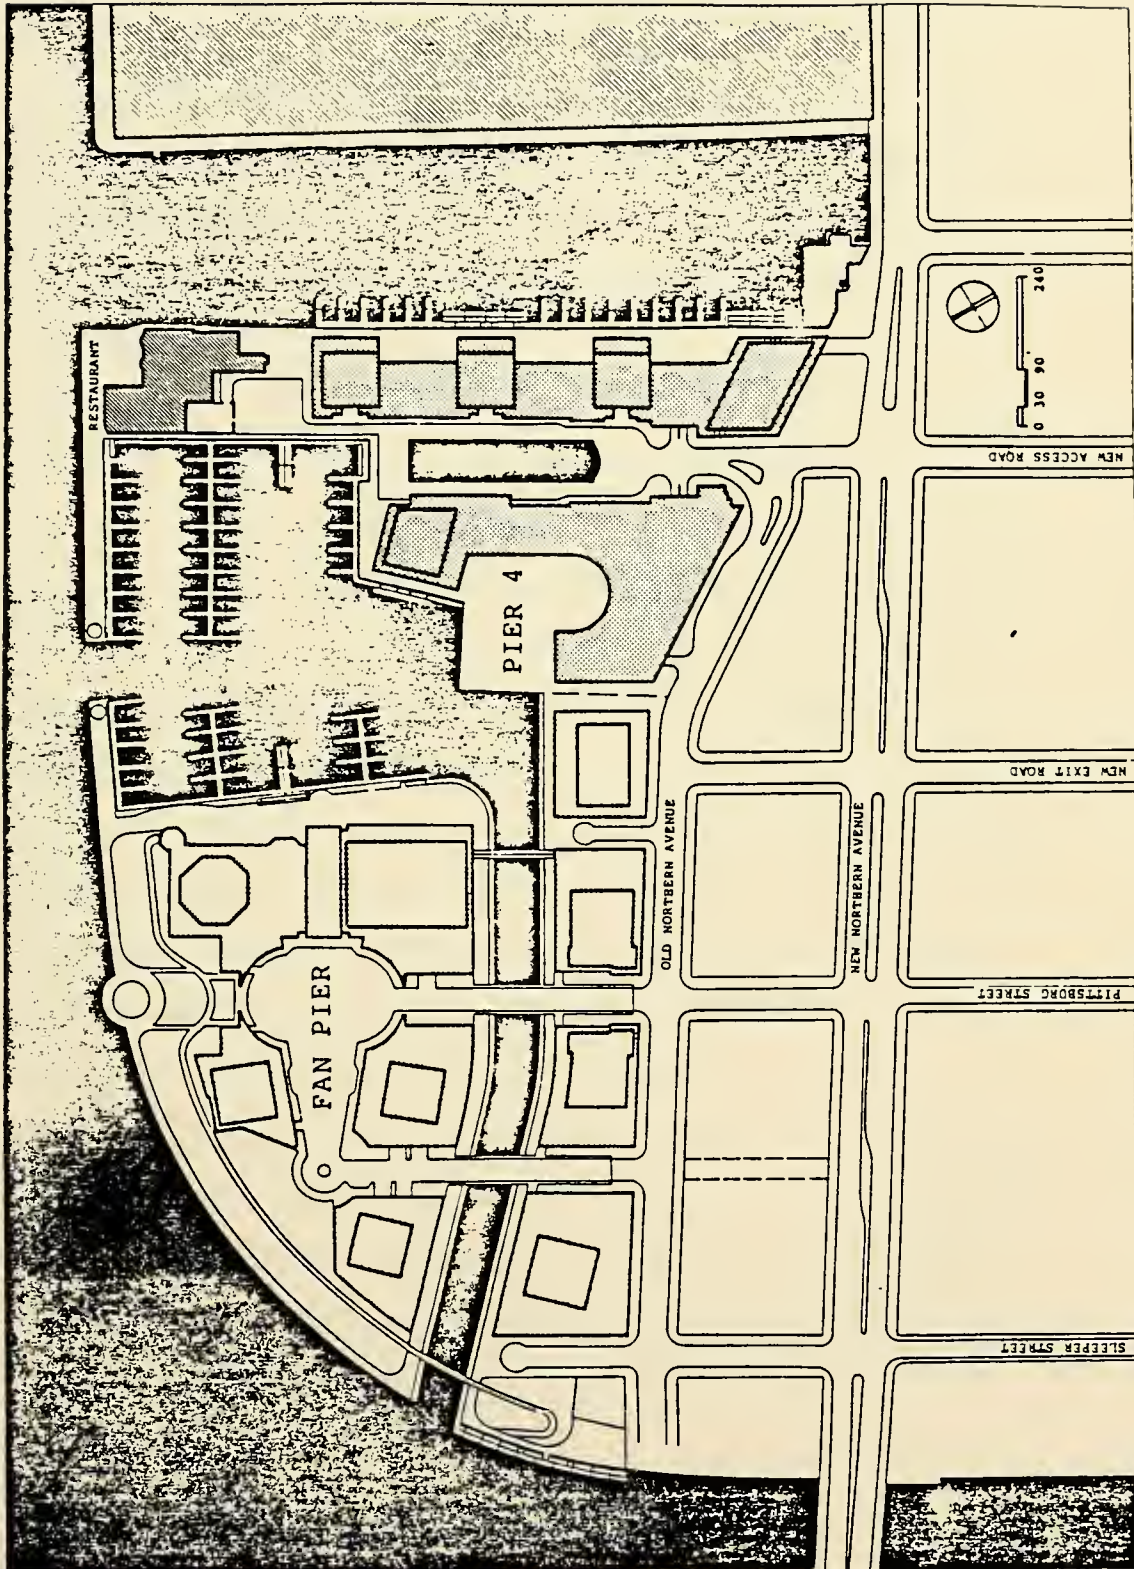 RESTAURANT
PIER 4
FAN PIER
OLD NORTHERN AVENUE
NEW NORTHERN AVENUE
0 30 90 240
NEW ACCESS ROAD
NEW EXIT ROAD
PITTSBORG STREET
SLEEPER STREET